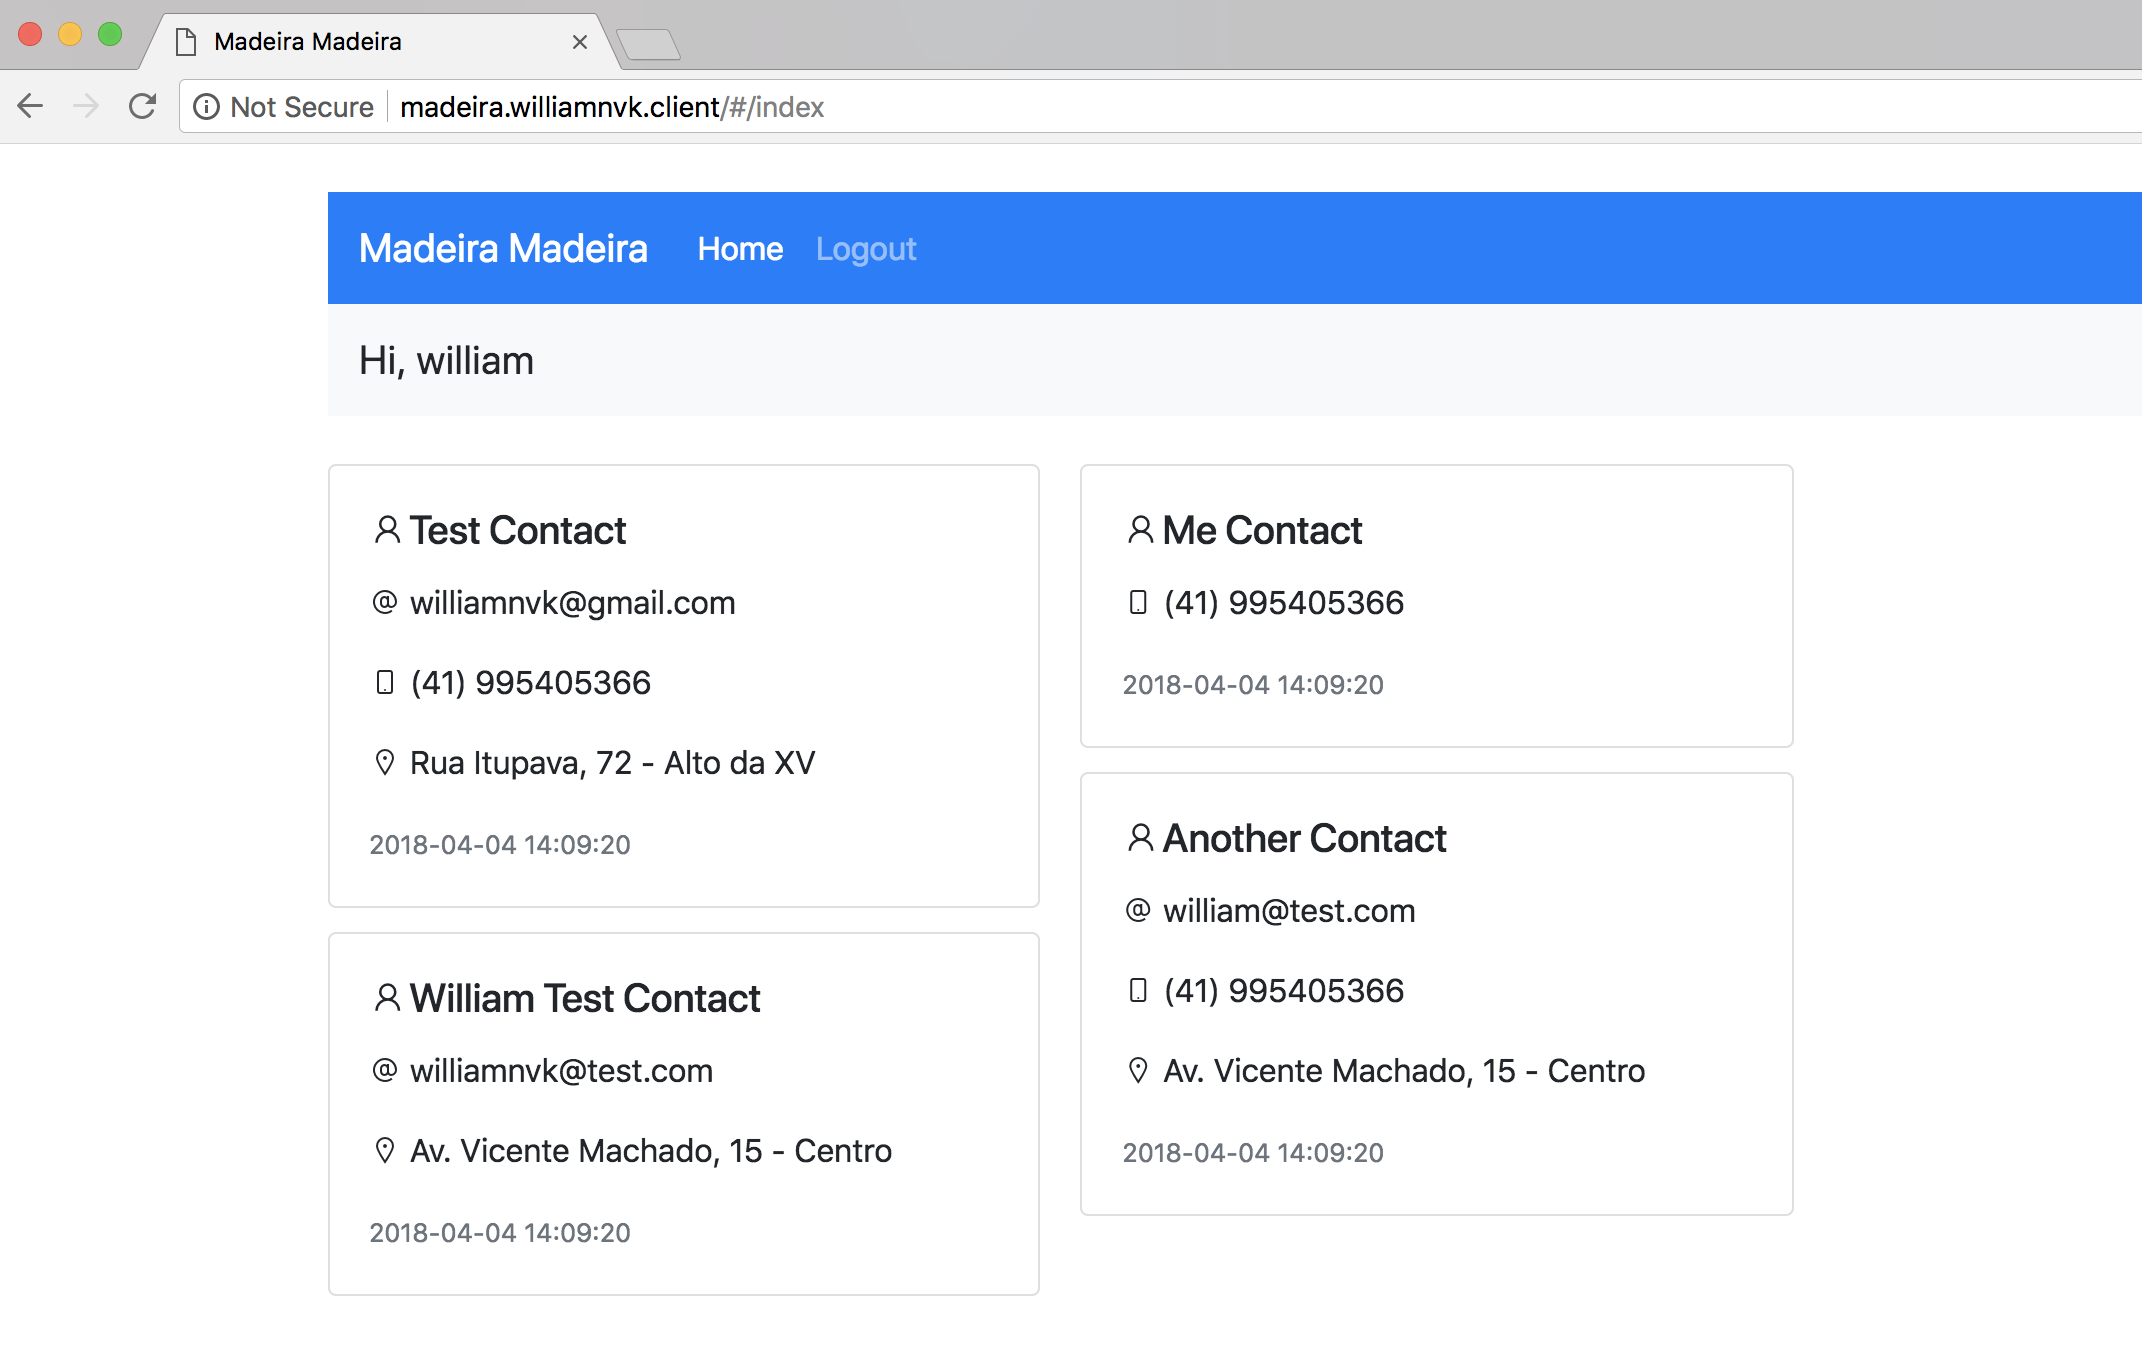 Madeira Madeira
Not Secure madeira.williamnvk.client/#/index
Madeira Madeira Home Logout
Hi, william
Test Contact
@ williamnvk@gmail.com
(41) 995405366
Rua Itupava, 72 - Alto da XV
2018-04-04 14:09:20
William Test Contact
@ williamnvk@test.com
Av. Vicente Machado, 15 - Centro
2018-04-04 14:09:20
Me Contact
(41) 995405366
2018-04-04 14:09:20
Another Contact
@ william@test.com
(41) 995405366
Av. Vicente Machado, 15 - Centro
2018-04-04 14:09:20